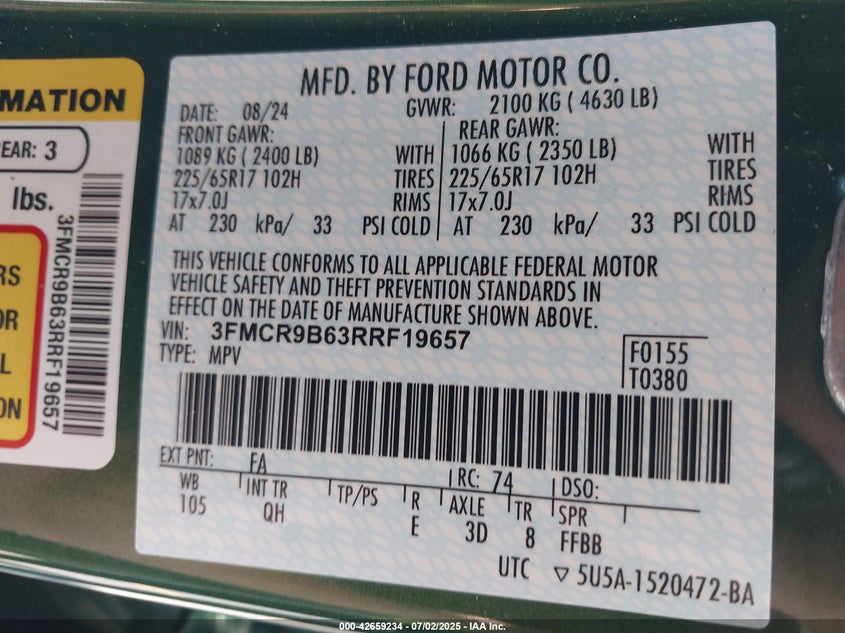 MATION
EAR: 3
lbs.
RS
OR
L
ON
3FMCR9B63RRF19657
MFD. BY FORD MOTOR CO.
DATE: 08/24 GVWR: 2100 KG ( 4630 LB)
FRONT GAWR: REAR GAWR:
1089 KG ( 2400 LB) WITH 1066 KG ( 2350 LB) WITH
225/65R17 102H TIRES 225/65R17 102H TIRES
17x7.0J RIMS 17x7.0J RIMS
AT 230 kPa/ 33 PSI COLD AT 230 kPa/ 33 PSI COLD
THIS VEHICLE CONFORMS TO ALL APPLICABLE FEDERAL MOTOR
VEHICLE SAFETY AND THEFT PREVENTION STANDARDS IN
EFFECT ON THE DATE OF MANUFACTURE SHOWN ABOVE.
VIN: 3FMCR9B63RRF19657
TYPE: MPV
F0155
T0380
EXT PNT: FA RC: 74 DSO:
WB INT TR TP/PS R AXLE TR SPR
105 QH E 3D 8 FFBB
UTC ▽ 5U5A-1520472-BA
000-42659234 - 07/02/2025 - IAA Inc.